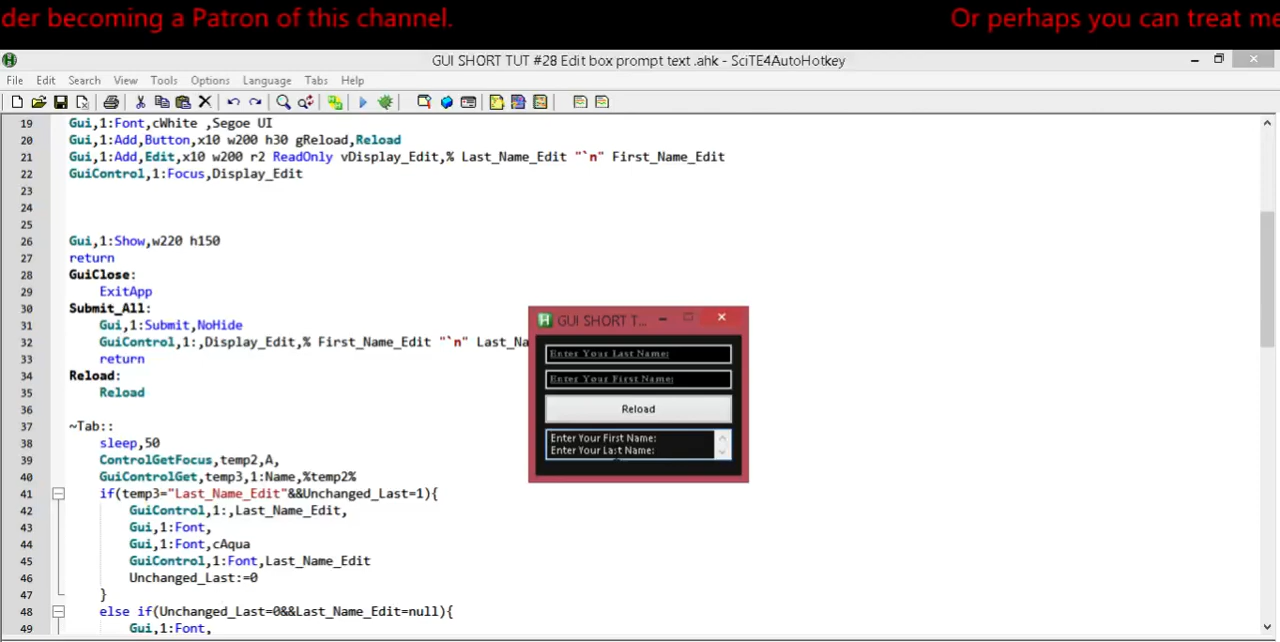 der becoming a Patron of this channel.
Or perhaps you can treat me
GUI SHORT TUT #28 Edit box prompt text .ahk - SciTE4AutoHotkey
File Edit Search View Tools Options Language Tabs Help
19 Gui,1:Font,cWhite ,Segoe UI
20 Gui,1:Add,Button,x10 w200 h30 gReload,Reload
21 Gui,1:Add,Edit,x10 w200 r2 ReadOnly vDisplay_Edit,% Last_Name_Edit "`n" First_Name_Edit
22 GuiControl,1:Focus,Display_Edit
23
24
25
26 Gui,1:Show,w220 h150
27 return
28 GuiClose:
29 ExitApp
30 Submit_All:
31 Gui,1:Submit,NoHide
32 GuiControl,1:,Display_Edit,% First_Name_Edit "`n" Last_Na
33 return
34 Reload:
35 Reload
36
37 ~Tab::
38 sleep,50
39 ControlGetFocus,temp2,A,
40 GuiControlGet,temp3,1:Name,%temp2%
41 if(temp3="Last_Name_Edit"&&Unchanged_Last=1){
42 GuiControl,1:,Last_Name_Edit,
43 Gui,1:Font,
44 Gui,1:Font,cAqua
45 GuiControl,1:Font,Last_Name_Edit
46 Unchanged_Last:=0
47 }
48 else if(Unchanged_Last=0&&Last_Name_Edit=null){
49 Gui,1:Font,
GUI SHORT T...
Enter Your Last Name:
Enter Your First Name:
Reload
Enter Your First Name:
Enter Your Last Name: